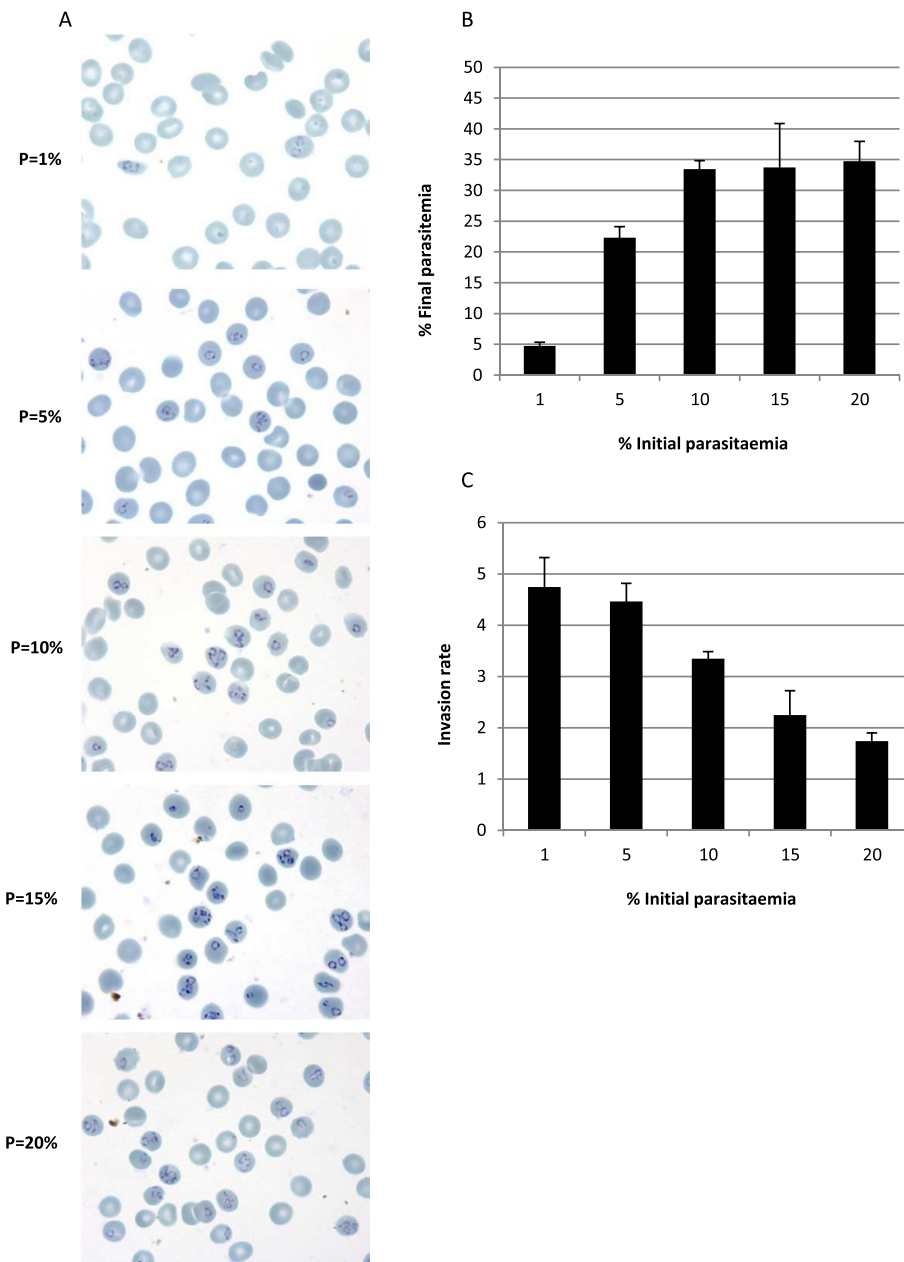 A
P=1%
P=5%
P=10%
P=15%
P=20%
B
50
45
40
35
30
25
20
15
10
5
0
% Final parasitemia
1 5 10 15 20
% Initial parasitaemia
C
6
5
4
3
2
1
0
Invasion rate
1 5 10 15 20
% Initial parasitaemia